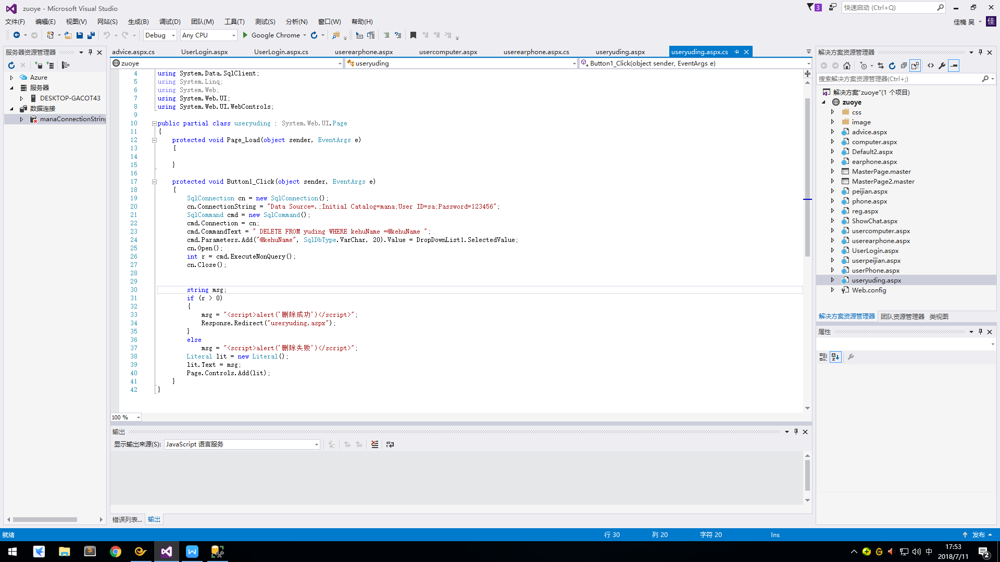 zuoye - Microsoft Visual Studio
3
快速启动 (Ctrl+Q)
文件(F) 编辑(E) 视图(V) 网站(S) 生成(B) 调试(D) 团队(M) 工具(T) 测试(S) 分析(N) 窗口(W) 帮助(H)
佳楠 吴 佳
Debug Any CPU Google Chrome
服务器资源管理器
Azure
服务器
DESKTOP-GACOT43
数据连接
manaConnectionString
advice.aspx.cs UserLogin.aspx UserLogin.aspx.cs userearphone.aspx usercomputer.aspx userearphone.aspx.cs useryuding.aspx useryuding.aspx.cs
zuoye useryuding Button1_Click(object sender, EventArgs e)
4 using System.Data.SqlClient;
5 using System.Linq;
6 using System.Web;
7 using System.Web.UI;
8 using System.Web.UI.WebControls;
9
10 public partial class useryuding : System.Web.UI.Page
11 {
12 protected void Page_Load(object sender, EventArgs e)
13 {
14
15 }
16
17 protected void Button1_Click(object sender, EventArgs e)
18 {
19 SqlConnection cn = new SqlConnection();
20 cn.ConnectionString = "Data Source=.;Initial Catalog=mana;User ID=sa;Password=123456";
21 SqlCommand cmd = new SqlCommand();
22 cmd.Connection = cn;
23 cmd.CommandText = " DELETE FROM yuding WHERE kehuName =@kehuName ";
24 cmd.Parameters.Add("@kehuName", SqlDbType.VarChar, 20).Value = DropDownList1.SelectedValue;
25 cn.Open();
26 int r = cmd.ExecuteNonQuery();
27 cn.Close();
28
29
30 string msg;
31 if (r > 0)
32 {
33 msg = "<script>alert('删除成功')</script>";
34 Response.Redirect("useryuding.aspx");
35 }
36 else
37 msg = "<script>alert('删除失败')</script>";
38 Literal lit = new Literal();
39 lit.Text = msg;
40 Page.Controls.Add(lit);
41 }
42 }
100 %
输出
显示输出来源(S): JavaScript 语言服务
错误列表... 输出
解决方案资源管理器
搜索解决方案资源管理器(Ctrl+;)
解决方案"zuoye"(1 个项目)
zuoye
css
image
advice.aspx
computer.aspx
Default2.aspx
earphone.aspx
MasterPage.master
MasterPage2.master
peijian.aspx
phone.aspx
reg.aspx
ShowChat.aspx
usercomputer.aspx
userearphone.aspx
UserLogin.aspx
userpeijian.aspx
userPhone.aspx
useryuding.aspx
Web.config
解决方案资源管理器 团队资源管理器 类视图
属性
就绪 行 30 列 20 字符 20 Ins 发布
中
17:53
2018/7/11
2